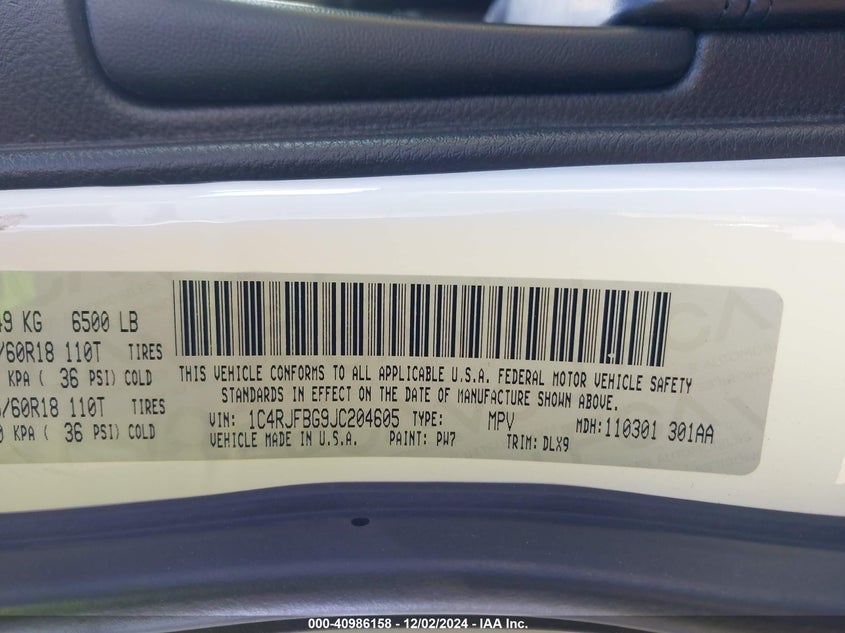 49 KG 6500 LB
/60R18 110T TIRES
KPA ( 36 PSI) COLD
/60R18 110T TIRES
0 KPA ( 36 PSI) COLD
THIS VEHICLE CONFORMS TO ALL APPLICABLE U.S.A. FEDERAL MOTOR VEHICLE SAFETY
STANDARDS IN EFFECT ON THE DATE OF MANUFACTURE SHOWN ABOVE.
VIN: 1C4RJFBG9JC204605 TYPE: MPV MDH: 110301 301AA
VEHICLE MADE IN U.S.A. PAINT: PW7 TRIM: DLX9
000-40986158 - 12/02/2024 - IAA Inc.